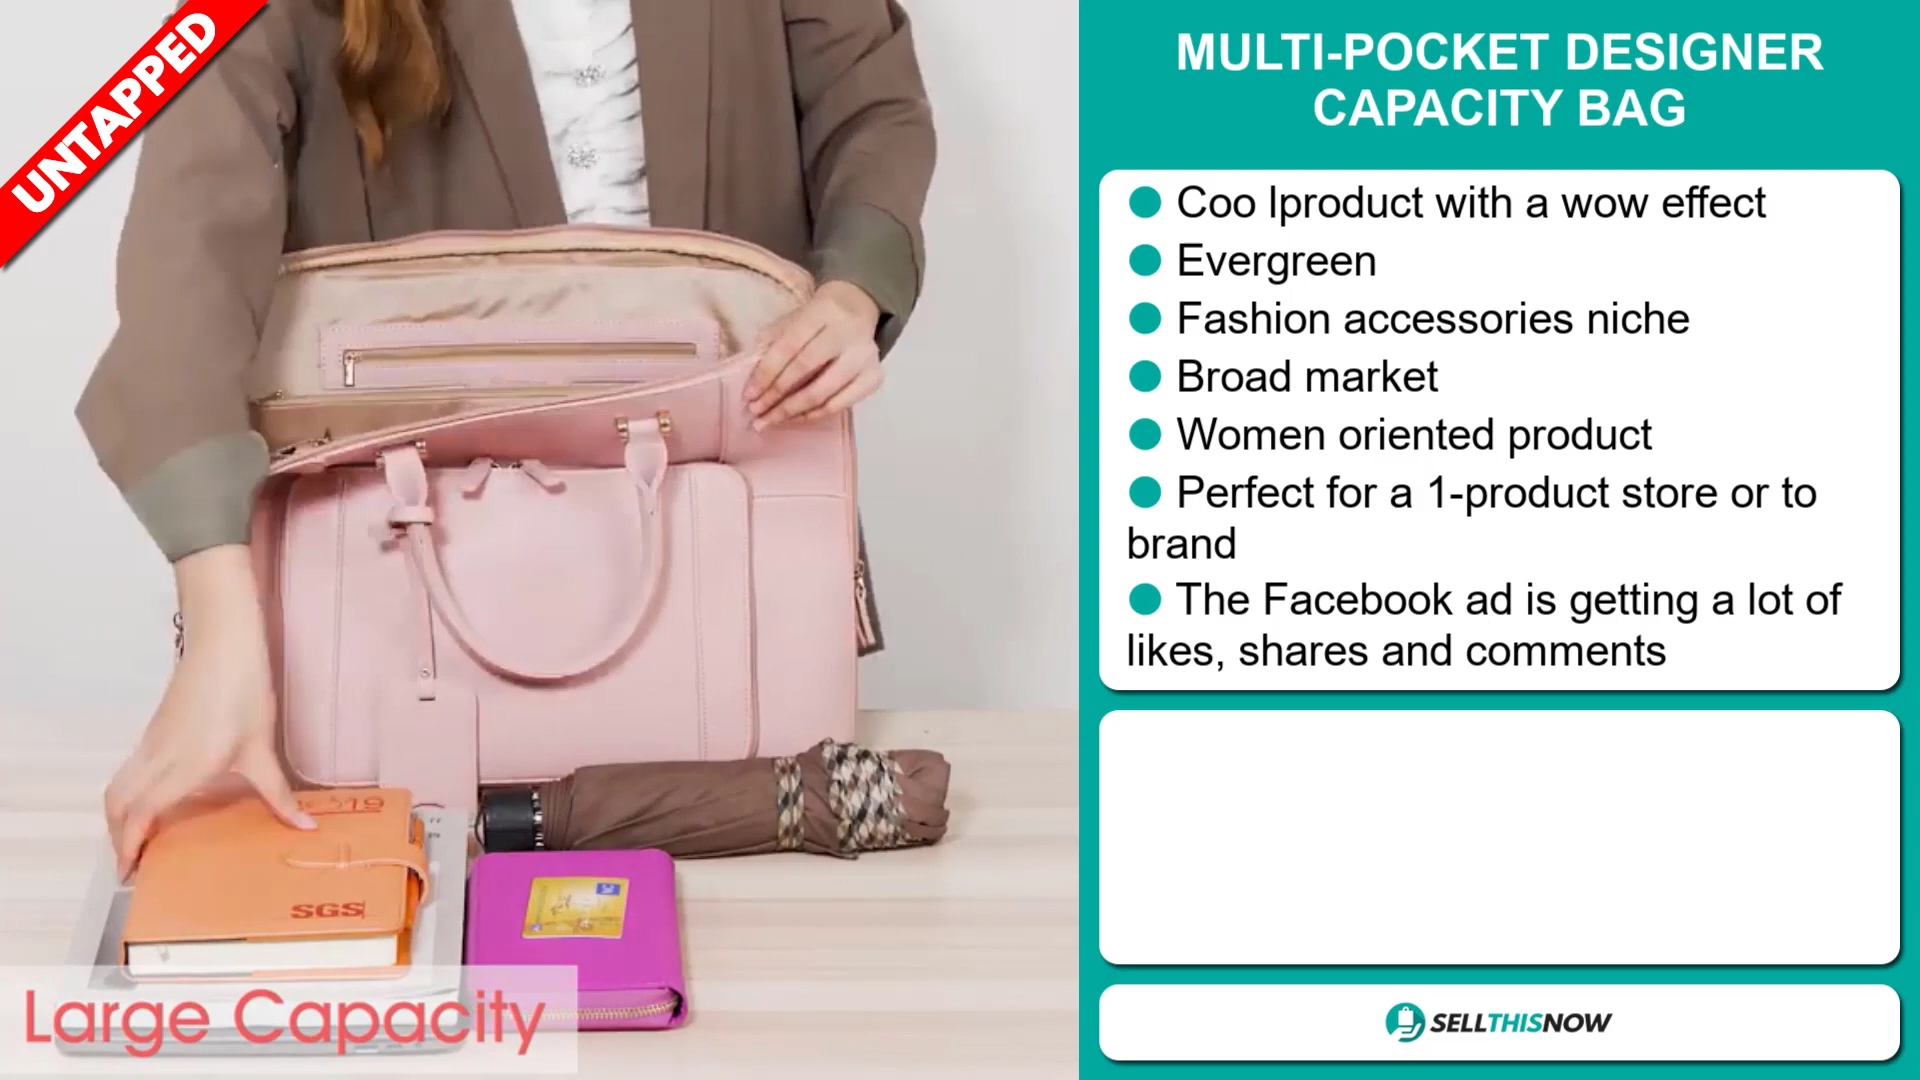 UNTAPPED
MULTI-POCKET DESIGNER
CAPACITY BAG
Coo lproduct with a wow effect
Evergreen
Fashion accessories niche
Broad market
Women oriented product
Perfect for a 1-product store or to
brand
The Facebook ad is getting a lot of
likes, shares and comments
SGS
Large Capacity
SELLTHISNOW